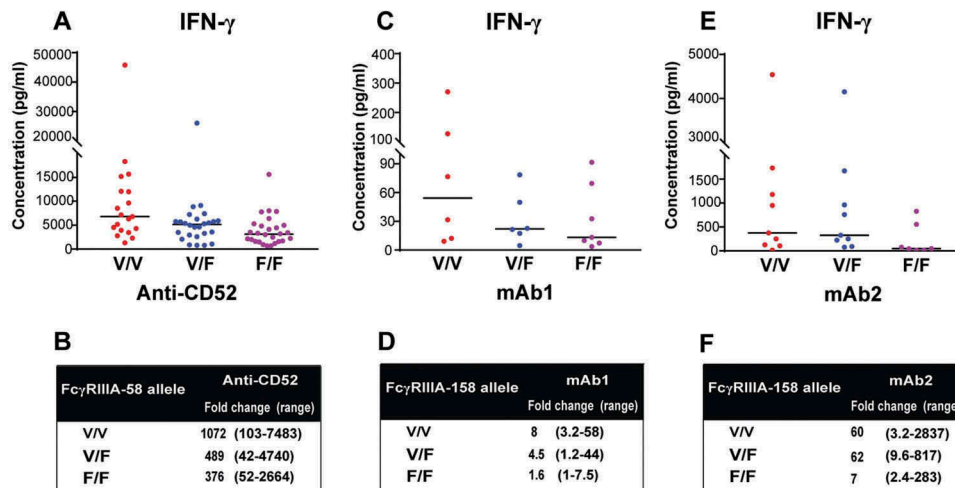 A IFN-γ
Concentration (pg/ml)
50000
40000
30000
20000
15000
10000
5000
0
V/V V/F F/F
Anti-CD52
C IFN-γ
Concentration (pg/ml)
400
300
200
100
90
60
30
0
V/V V/F F/F
mAb1
E IFN-γ
Concentration (pg/ml)
5000
4000
3000
1500
1000
500
0
V/V V/F F/F
mAb2
B
FcγRIIIA-58 allele Anti-CD52
Fold change (range)
V/V 1072 (103-7483)
V/F 489 (42-4740)
F/F 376 (52-2664)
D
FcγRIIIA-158 allele mAb1
Fold change (range)
V/V 8 (3.2-58)
V/F 4.5 (1.2-44)
F/F 1.6 (1-7.5)
F
FcγRIIIA-158 allele mAb2
Fold change (range)
V/V 60 (3.2-2837)
V/F 62 (9.6-817)
F/F 7 (2.4-283)